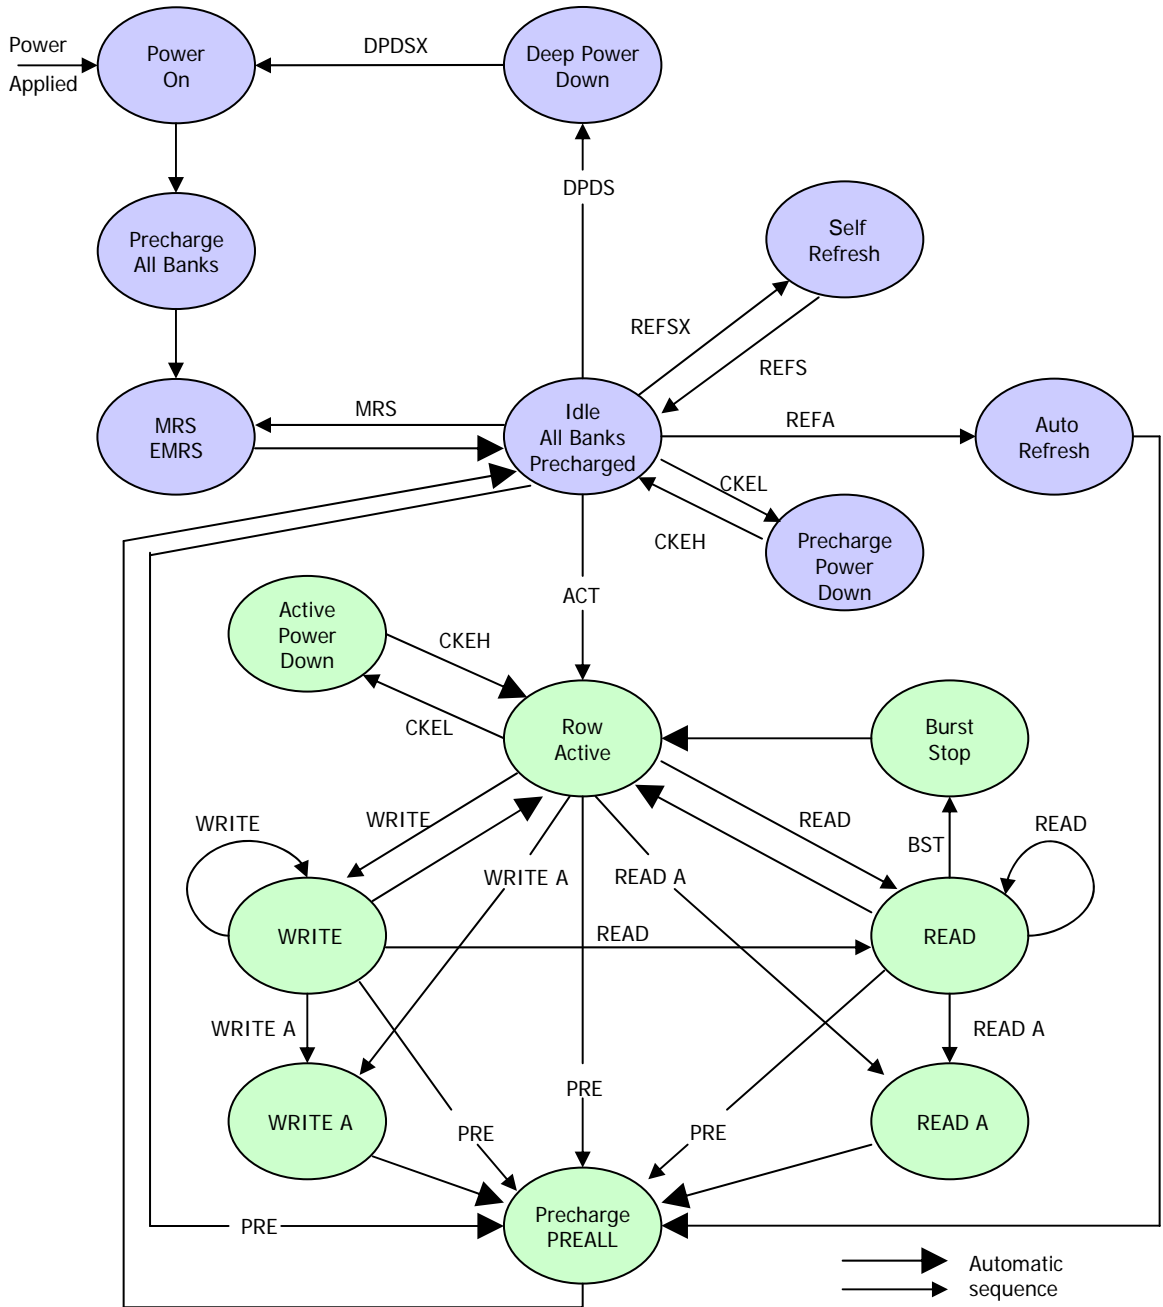 Power
Applied
Power
On
DPDSX
Deep Power
Down
DPDS
Precharge
All Banks
Self
Refresh
REFSX
REFS
MRS
EMRS
MRS
Idle
All Banks
Precharged
REFA
Auto
Refresh
CKEL
CKEH
Precharge
Power
Down
ACT
Active
Power
Down
CKEH
CKEL
Row
Active
Burst
Stop
WRITE
WRITE
READ
BST
READ
WRITE A
READ A
WRITE
READ
READ
WRITE A
READ A
PRE
WRITE A
PRE
PRE
READ A
Precharge
PREALL
PRE
Automatic
sequence